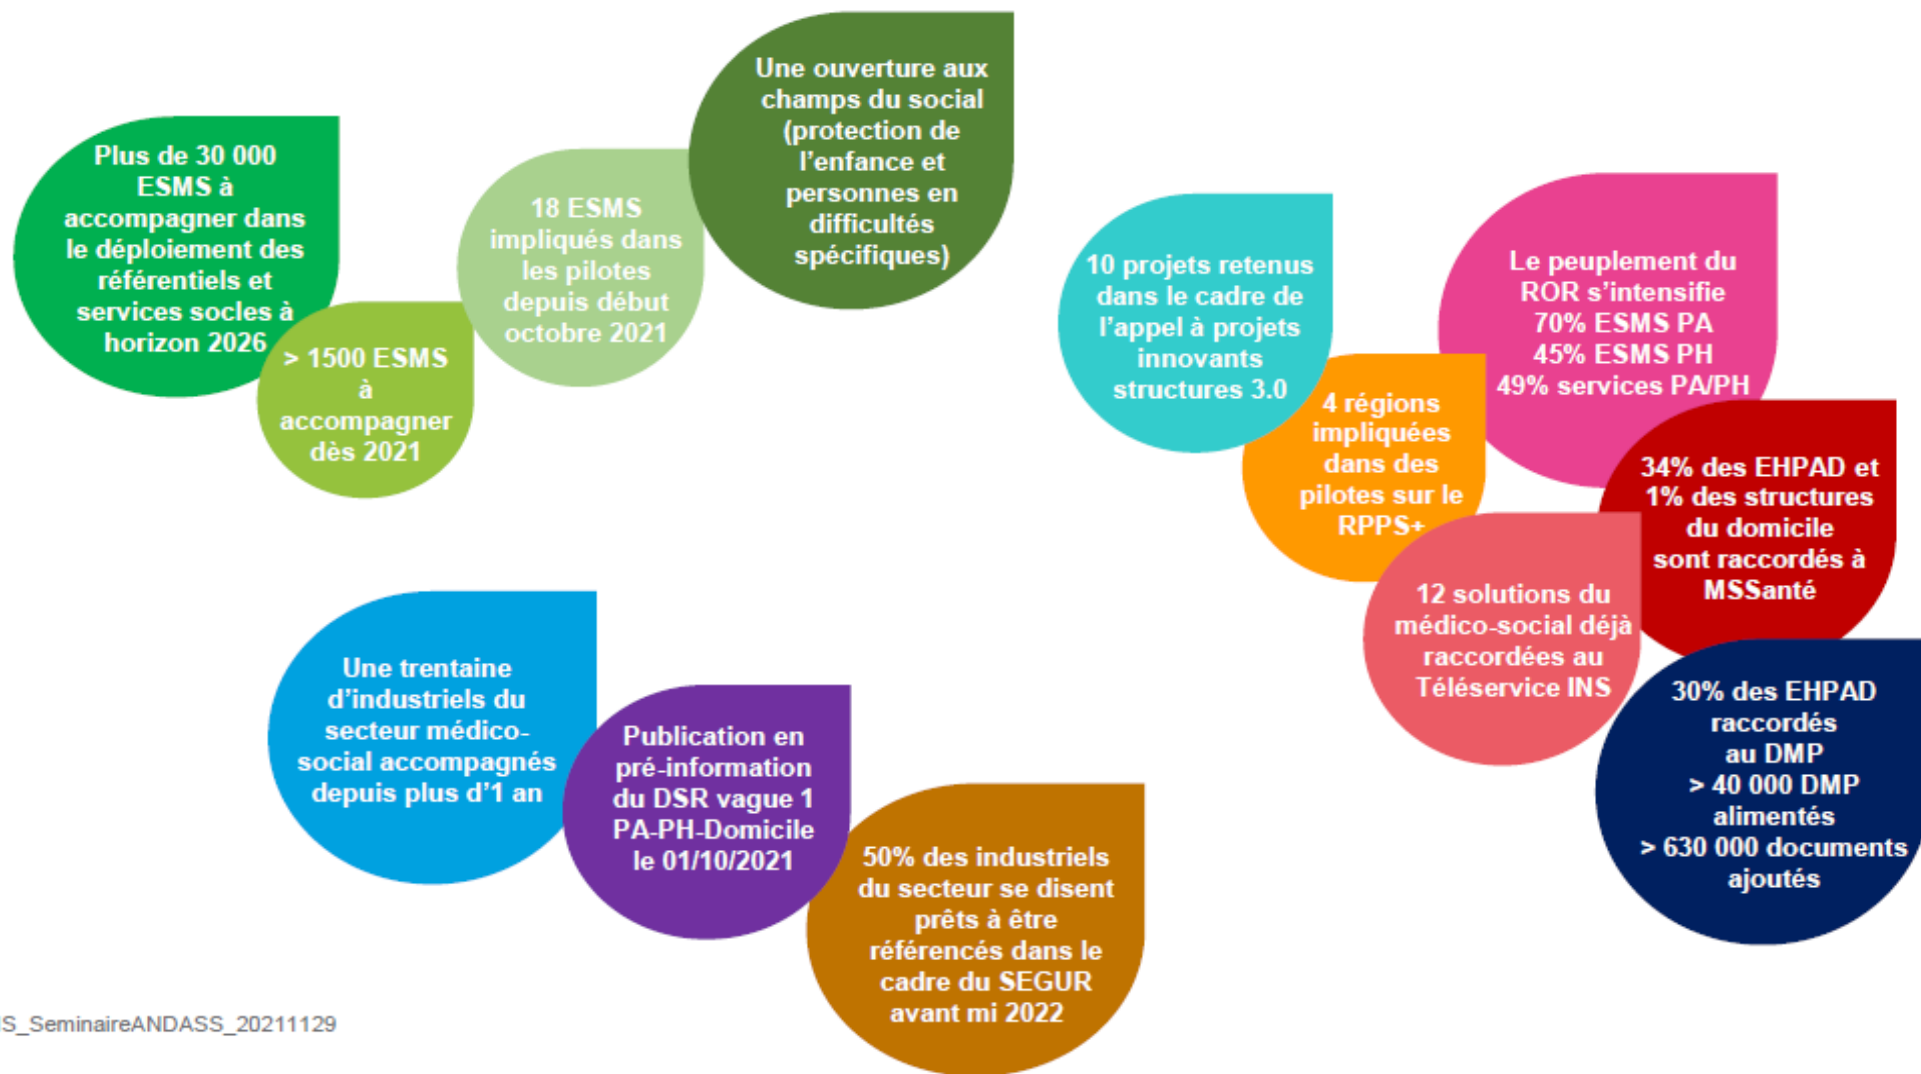 Plus de 30 000
ESMS à
accompagner dans
le déploiement des
référentiels et
services socles à
horizon 2026
> 1500 ESMS
à
accompagner
dès 2021
18 ESMS
impliqués dans
les pilotes
depuis début
octobre 2021
Une ouverture aux
champs du social
(protection de
l'enfance et
personnes en
difficultés
spécifiques)
10 projets retenus
dans le cadre de
l'appel à projets
innovants
structures 3.0
4 régions
impliquées
dans des
pilotes sur le
RPPS+
Le peuplement du
ROR s'intensifie
70% ESMS PA
45% ESMS PH
49% services PA/PH
34% des EHPAD et
1% des structures
du domicile
sont raccordés à
MSSanté
12 solutions du
médico-social déjà
raccordées au
Téléservice INS
30% des EHPAD
raccordés
au DMP
> 40 000 DMP
alimentés
> 630 000 documents
ajoutés
Une trentaine
d'industriels du
secteur médico-
social accompagnés
depuis plus d'1 an
Publication en
pré-information
du DSR vague 1
PA-PH-Domicile
le 01/10/2021
50% des industriels
du secteur se disent
prêts à être
référencés dans le
cadre du SEGUR
avant mi 2022
S_SeminaireANDASS_20211129